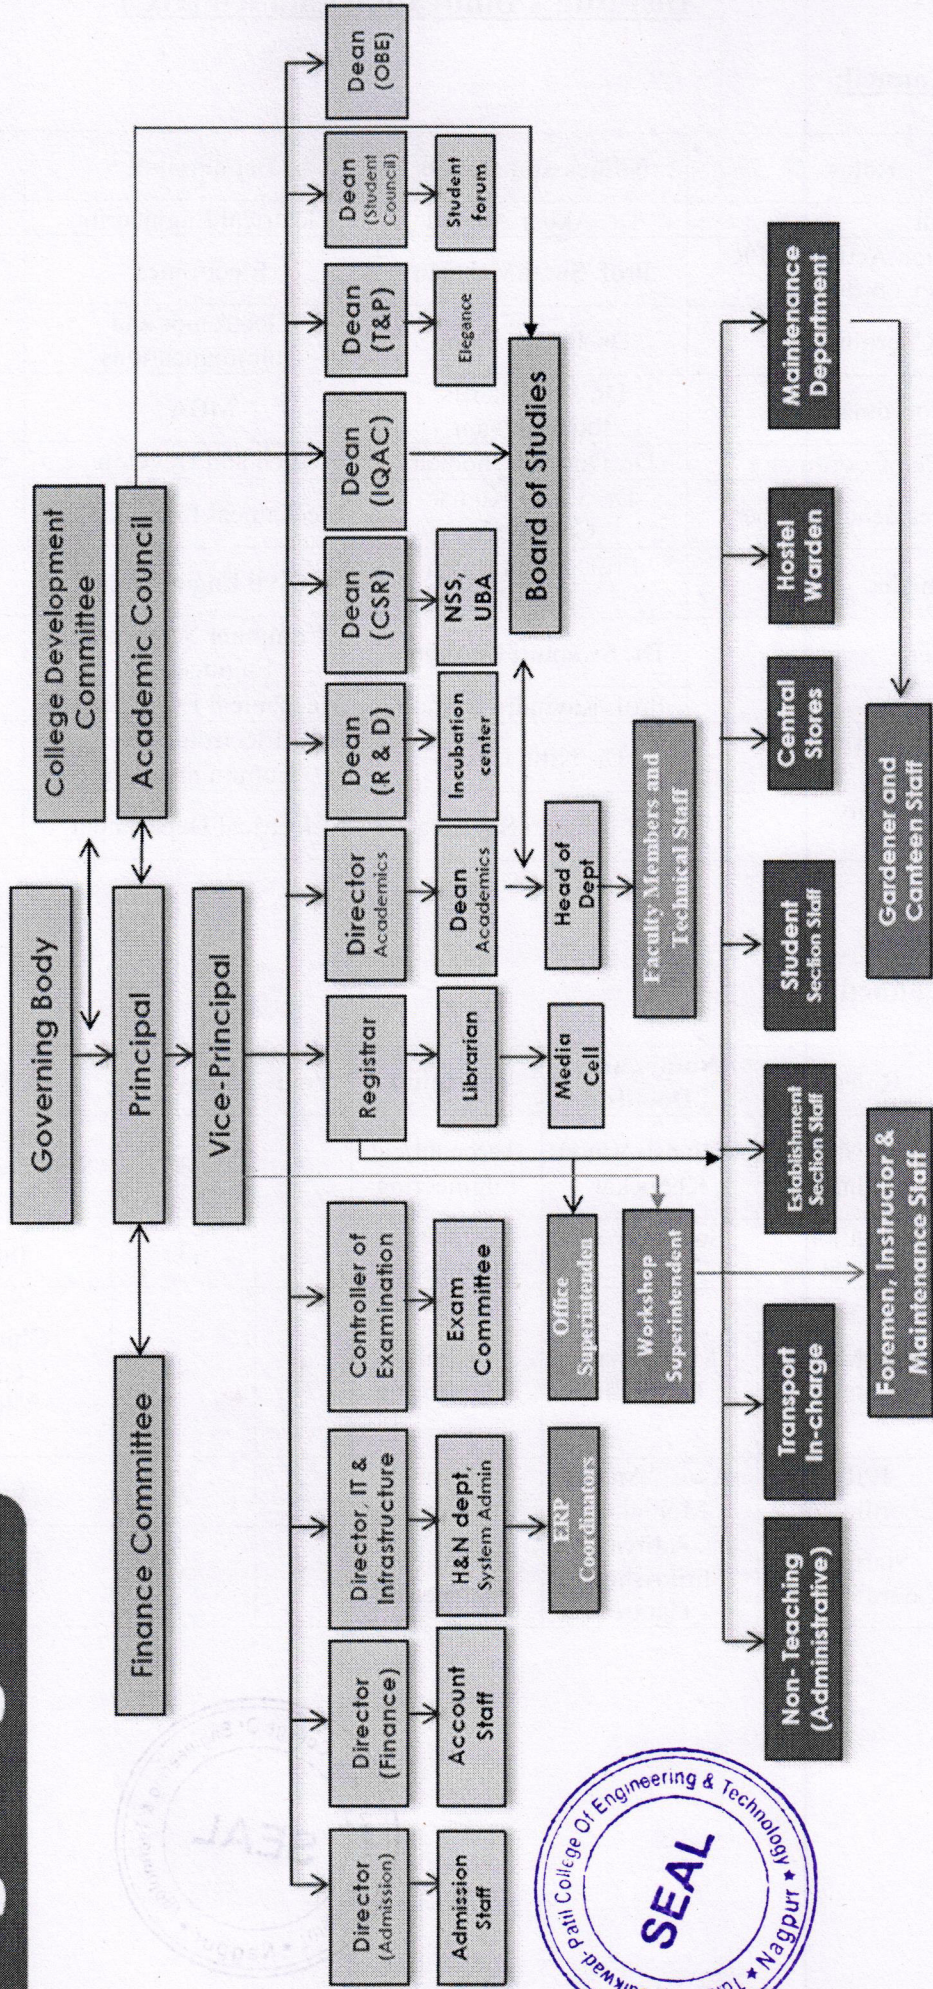 Governing Body
College Development
Committee
Finance Committee
Principal
Academic Council
Vice-Principal
Director
(Admission)
Director
(Finance)
Director, IT &
Infrastructure
Controller of
Examination
Registrar
Director
Academics
Dean
(R & D)
Dean
(CSR)
Dean
(IQAC)
Dean
(T&P)
Dean
(Student
Council)
Dean
(OBE)
Admission
Staff
Account
Staff
H&N dept,
System Admin
Exam
Committee
Librarian
Dean
Academics
Incubation
center
NSS,
UBA
Elegance
Student
forum
Board of Studies
ERP
Coordinators
Office
Superintenden
Media
Cell
Head of
Dept
Workshop
Superintendent
Faculty Members and
Technical Staff
Non- Teaching
(Administrative)
Transport
In-charge
Establishment
Section Staff
Student
Section Staff
Central
Stores
Hostel
Warden
Maintenance
Department
Foremen, Instructor &
Maintenance Staff
Gardener and
Canteen Staff
Patil College Of Engineering & Technology
Nagpur
SEAL